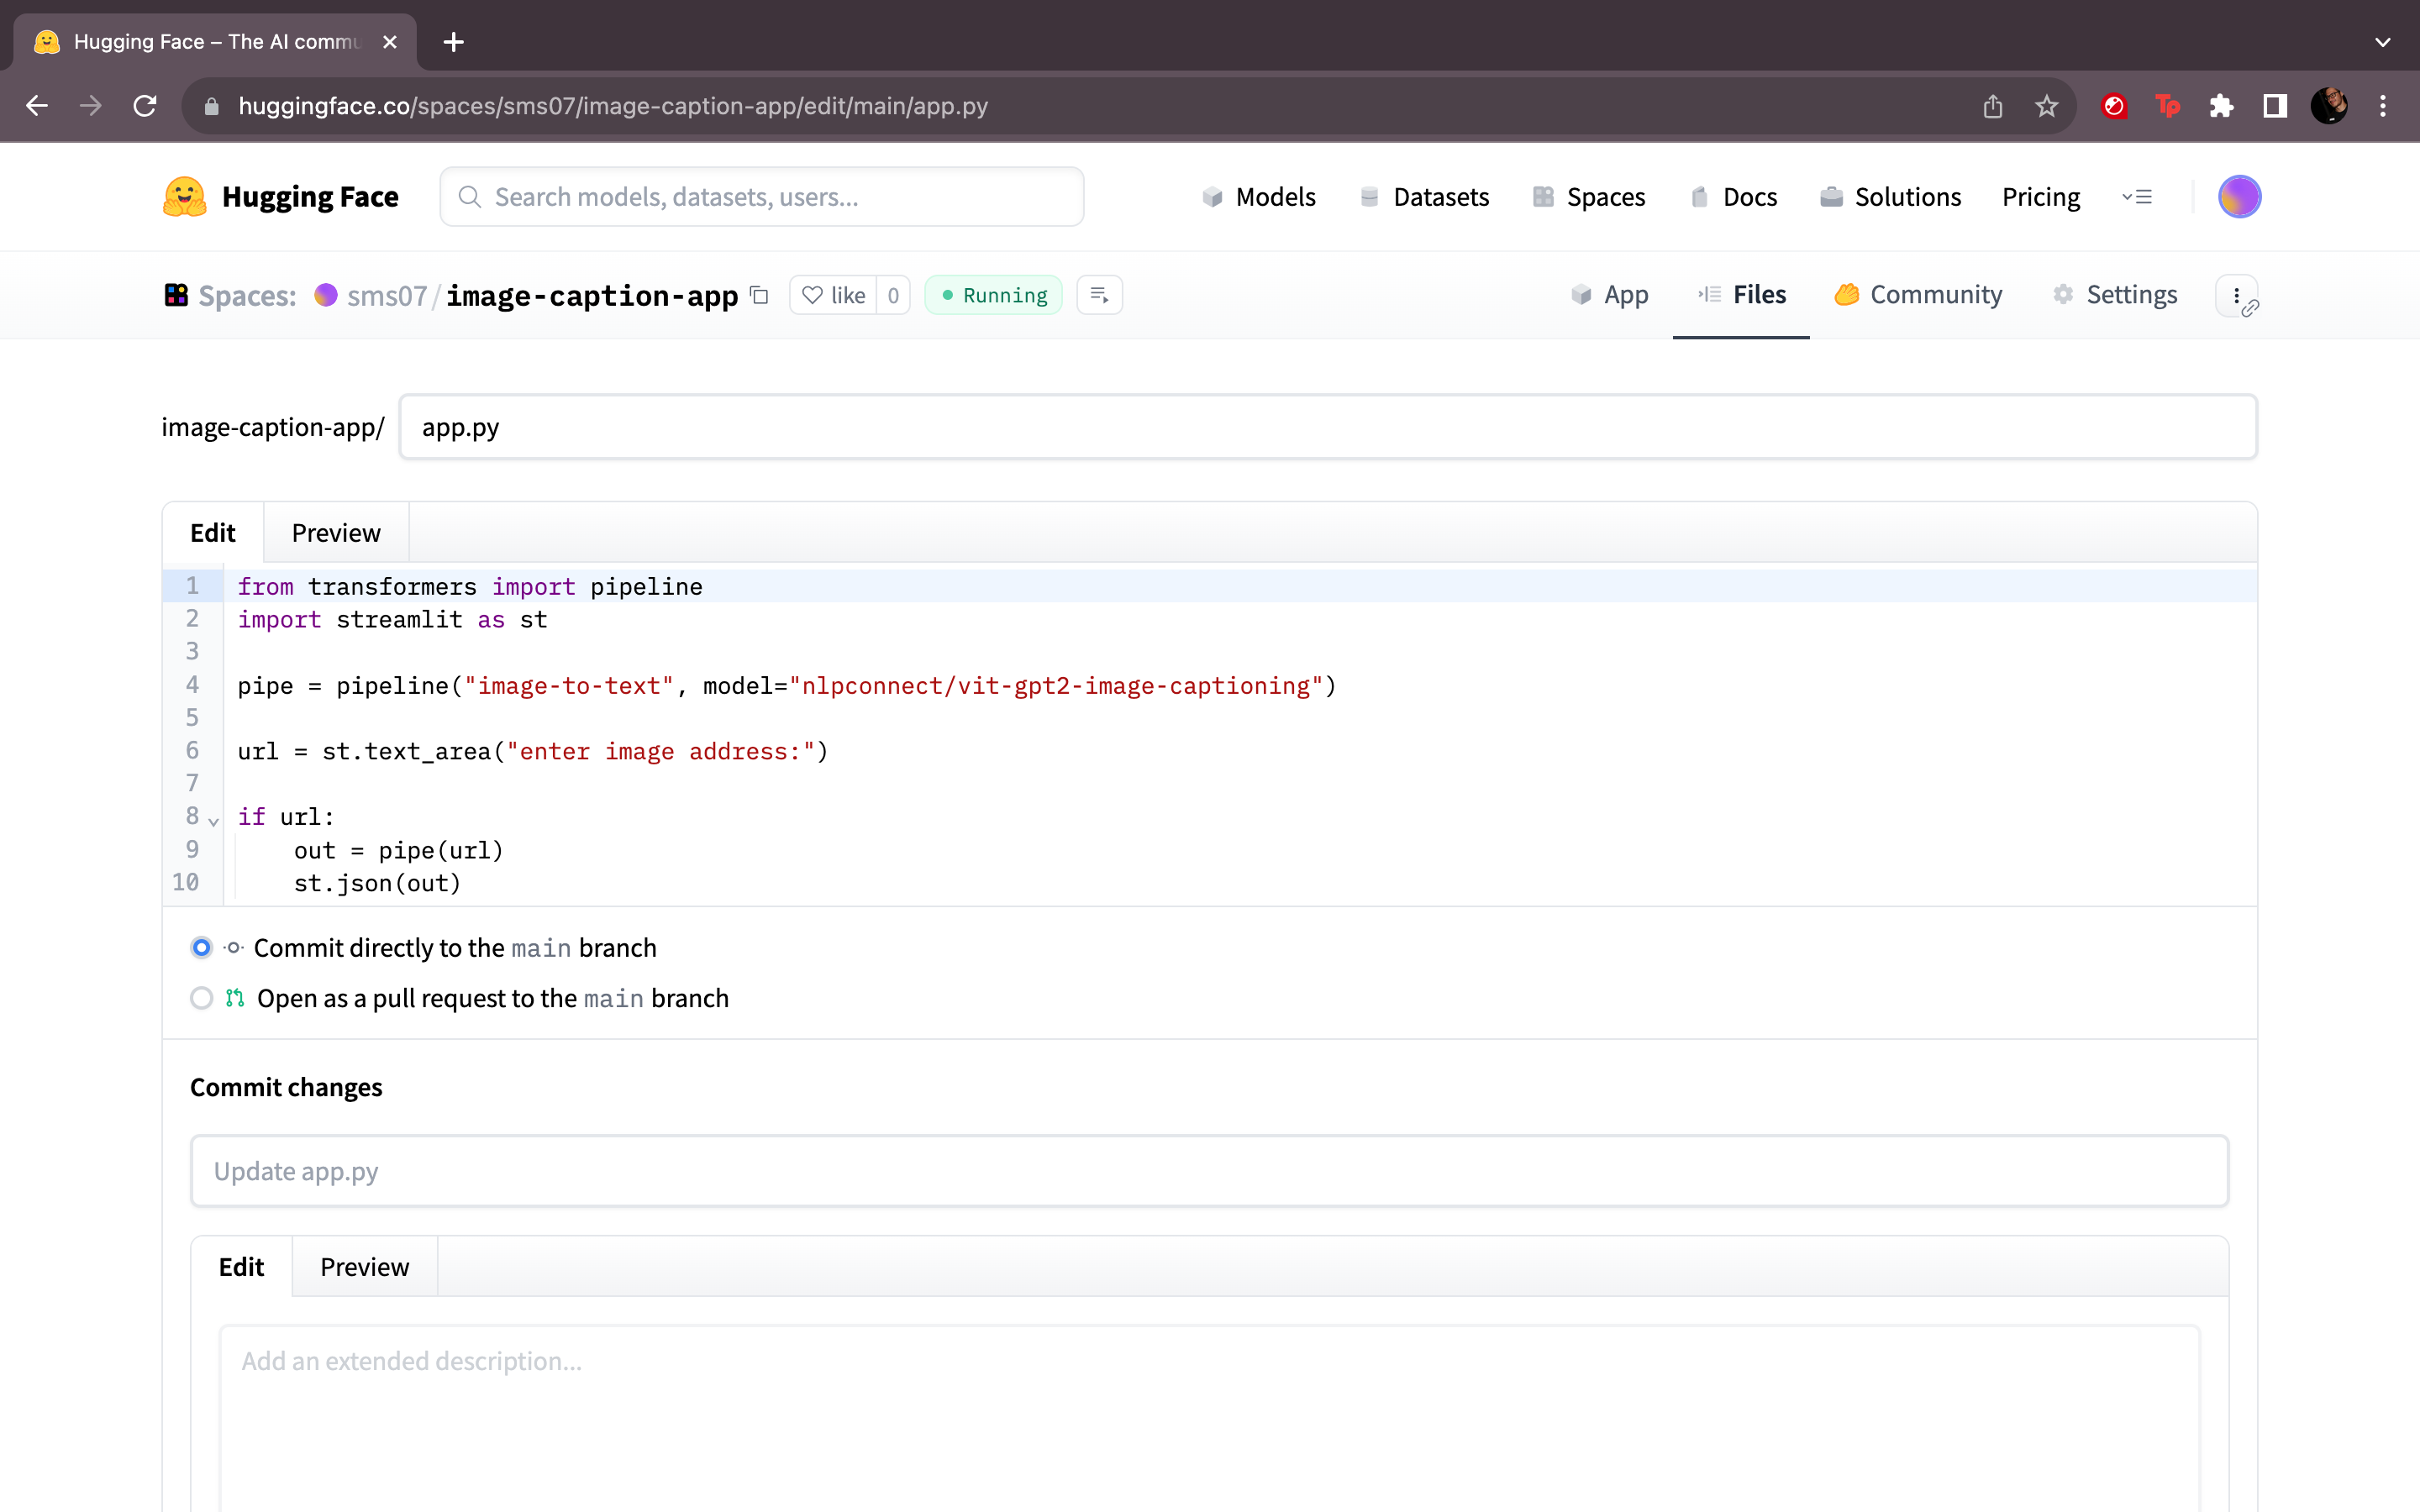 Hugging Face – The AI commu
huggingface.co/spaces/sms07/image-caption-app/edit/main/app.py
Tp
Hugging Face
Search models, datasets, users...
Models
Datasets
Spaces
Docs
Solutions
Pricing
Spaces: sms07/image-caption-app
like 0
Running
App
Files
Community
Settings
image-caption-app/ app.py
Edit Preview
1 from transformers import pipeline
2 import streamlit as st
3
4 pipe = pipeline("image-to-text", model="nlpconnect/vit-gpt2-image-captioning")
5
6 url = st.text_area("enter image address:")
7
8 if url:
9 out = pipe(url)
10 st.json(out)
Commit directly to the main branch
Open as a pull request to the main branch
Commit changes
Update app.py
Edit Preview
Add an extended description...